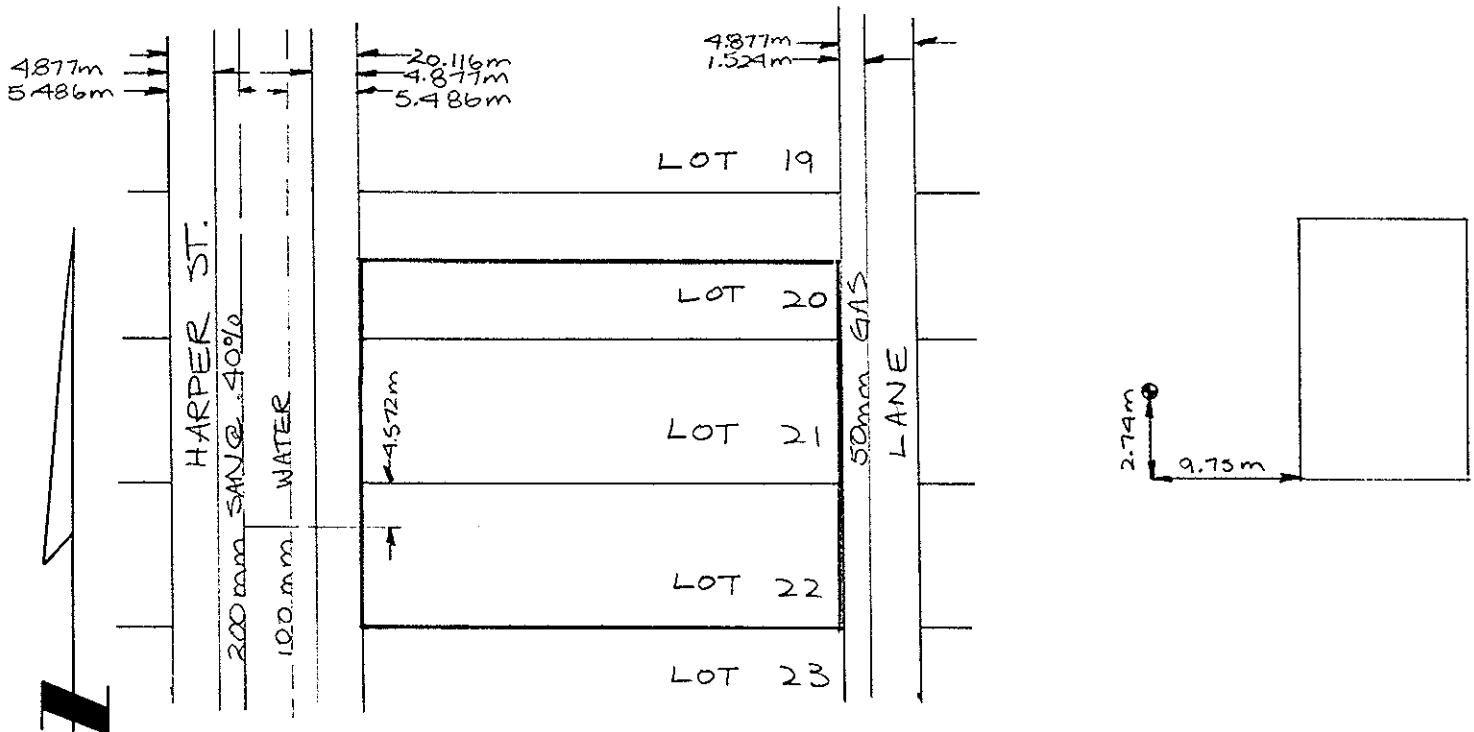 4.877m
5.486m
20.116m
4.877m
5.486m
4.877m
1.524m
LOT 19
HARPER ST.
200mm SAN@ .40%
100mm WATER
4.572m
LOT 20
LOT 21
LOT 22
LOT 23
50mm GAS
LANE
2.74m
9.75m